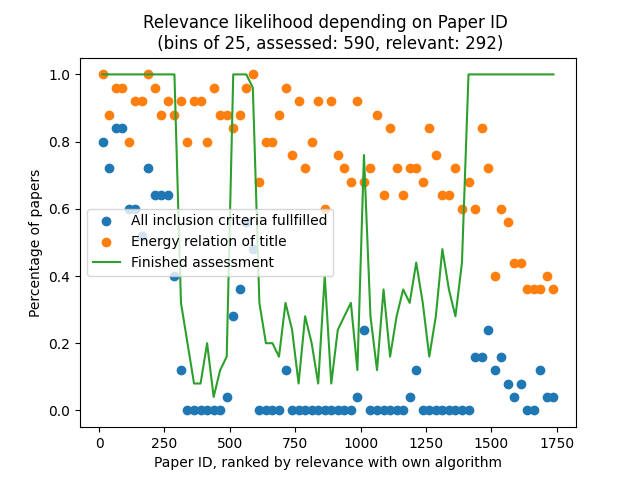 Relevance likelihood depending on Paper ID
(bins of 25, assessed: 590, relevant: 292)
Percentage of papers
1.0
0.8
0.6
0.4
0.2
0.0
All inclusion criteria fullfilled
Energy relation of title
Finished assessment
0 250 500 750 1000 1250 1500 1750
Paper ID, ranked by relevance with own algorithm